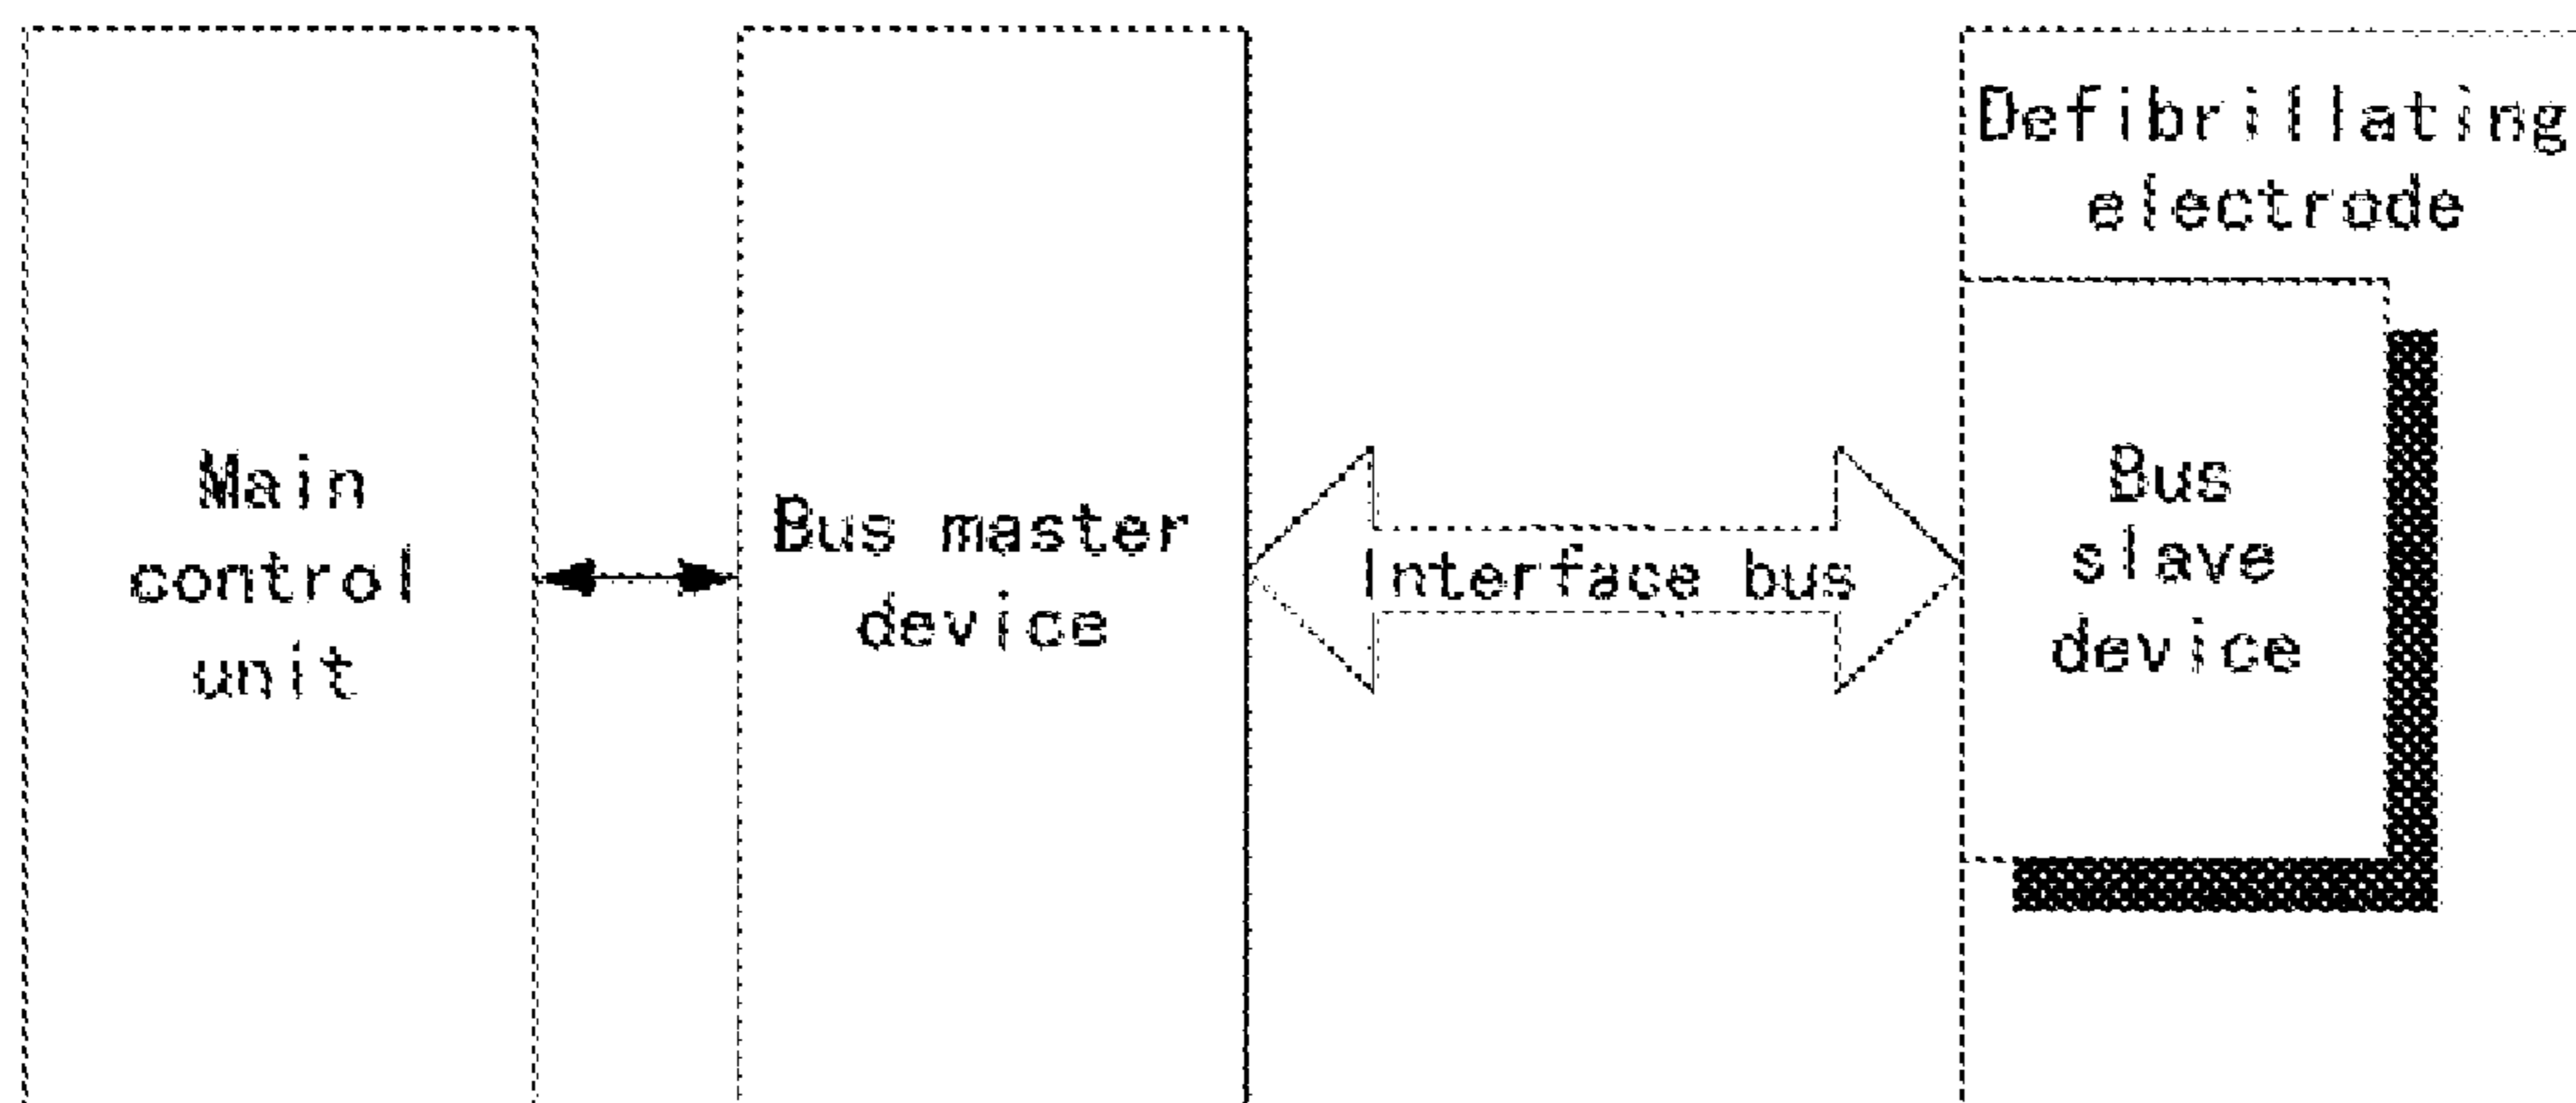 Main
control
unit
Bus master
device
Interface bus
Defibrillating
electrode
Bus
slave
device